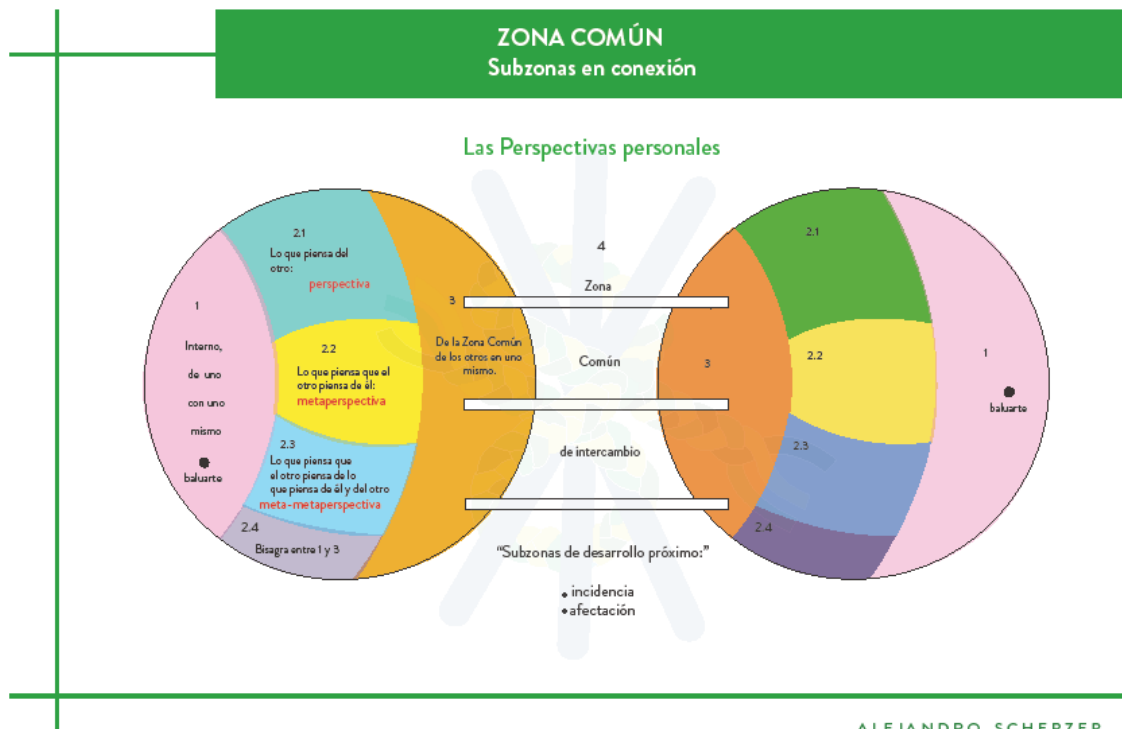 ZONA COMÚN
Subzonas en conexión
Las Perspectivas personales
1
Interno,
de uno
con uno
mismo
baluarte
2.1
Lo que piensa del
otro:
perspectiva
2.2
Lo que piensa que el
otro piensa de él:
metaperspectiva
2.3
Lo que piensa que
el otro piensa de lo
que piensa de él y del otro
meta-metaperspectiva
2.4
Bisagra entre 1 y 3
3
De la Zona Común
de los otros en uno
mismo.
4
Zona
Común
de intercambio
"Subzonas de desarrollo próximo:"
• incidencia
• afectación
3
2.1
2.2
2.3
2.4
1
baluarte
ALEJANDRO SCHERZER